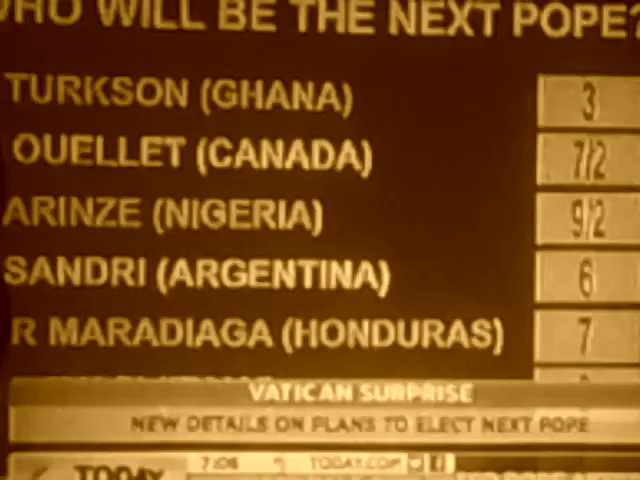 WHO WILL BE THE NEXT POPE?
TURKSON (GHANA) 3
OUELLET (CANADA) 7/2
ARINZE (NIGERIA) 9/2
SANDRI (ARGENTINA) 6
R MARADIAGA (HONDURAS) 7
VATICAN SURPRISE
NEW DETAILS ON PLANS TO ELECT NEXT POPE
TODAY 7:06 TODAY.COM